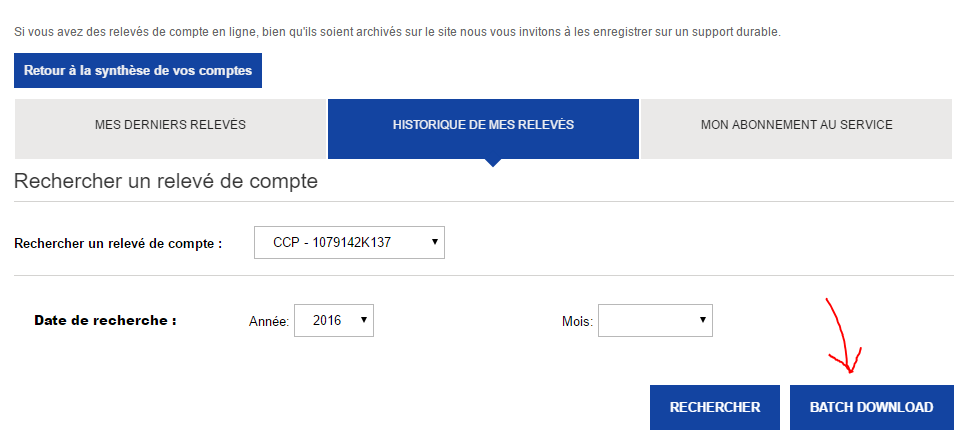 Si vous avez des relevés de compte en ligne, bien qu'ils soient archivés sur le site nous vous invitons à les enregistrer sur un support durable.
Retour à la synthèse de vos comptes
MES DERNIERS RELEVÉS HISTORIQUE DE MES RELEVÉS MON ABONNEMENT AU SERVICE
Rechercher un relevé de compte
Rechercher un relevé de compte : CCP - 1079142K137
Date de recherche : Année: 2016 Mois:
RECHERCHER BATCH DOWNLOAD